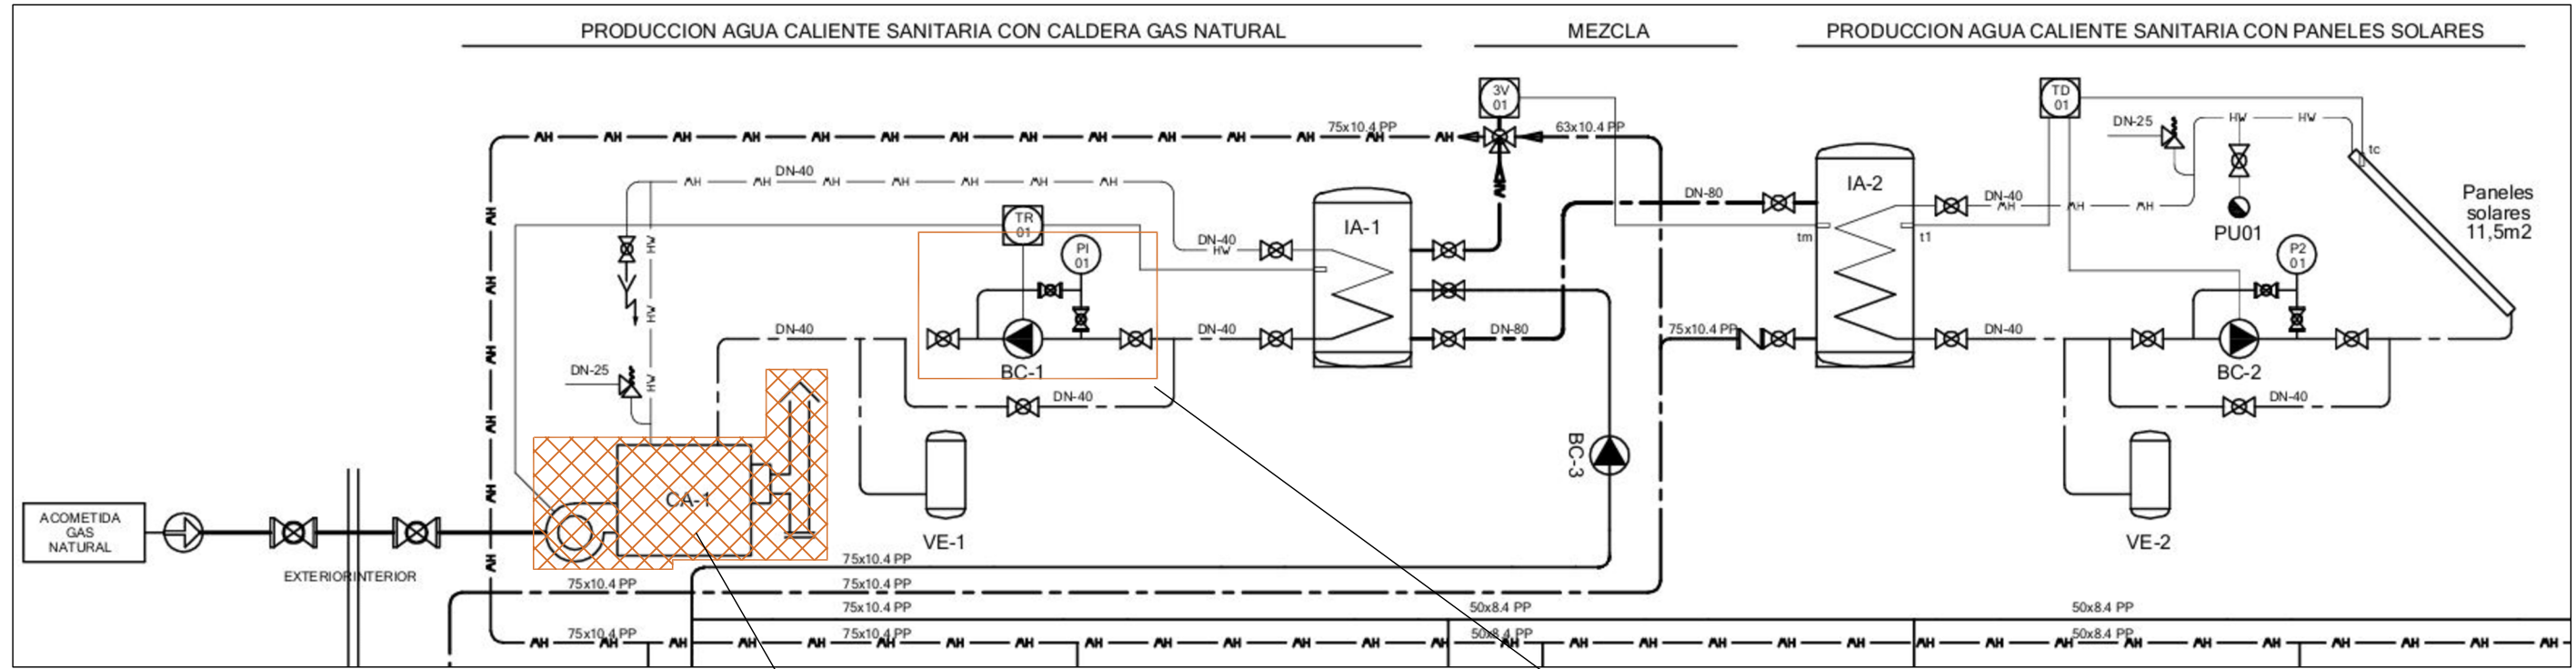 PRODUCCION AGUA CALIENTE SANITARIA CON CALDERA GAS NATURAL
MEZCLA
PRODUCCION AGUA CALIENTE SANITARIA CON PANELES SOLARES
3V
01
TD
01
75x10.4 PP
63x10.4 PP
DN-25
HW
HW
tc
DN-40
IA-2
DN-80
DN-40
Paneles
solares
11,5m2
TR
01
IA-1
PU01
tm
t1
PI
01
DN-40
HW
P2
01
HW
HW
HW
DN-40
DN-40
DN-80
75x10.4 PP
DN-40
DN-25
BC-1
BC-2
DN-40
DN-40
BC-3
CA-1
ACOMETIDA
GAS
NATURAL
VE-1
VE-2
EXTERIOR
INTERIOR
75x10.4 PP
75x10.4 PP
75x10.4 PP
75x10.4 PP
50x8.4 PP
50x8.4 PP
75x10.4 PP
75x10.4 PP
50x8.4 PP
50x8.4 PP